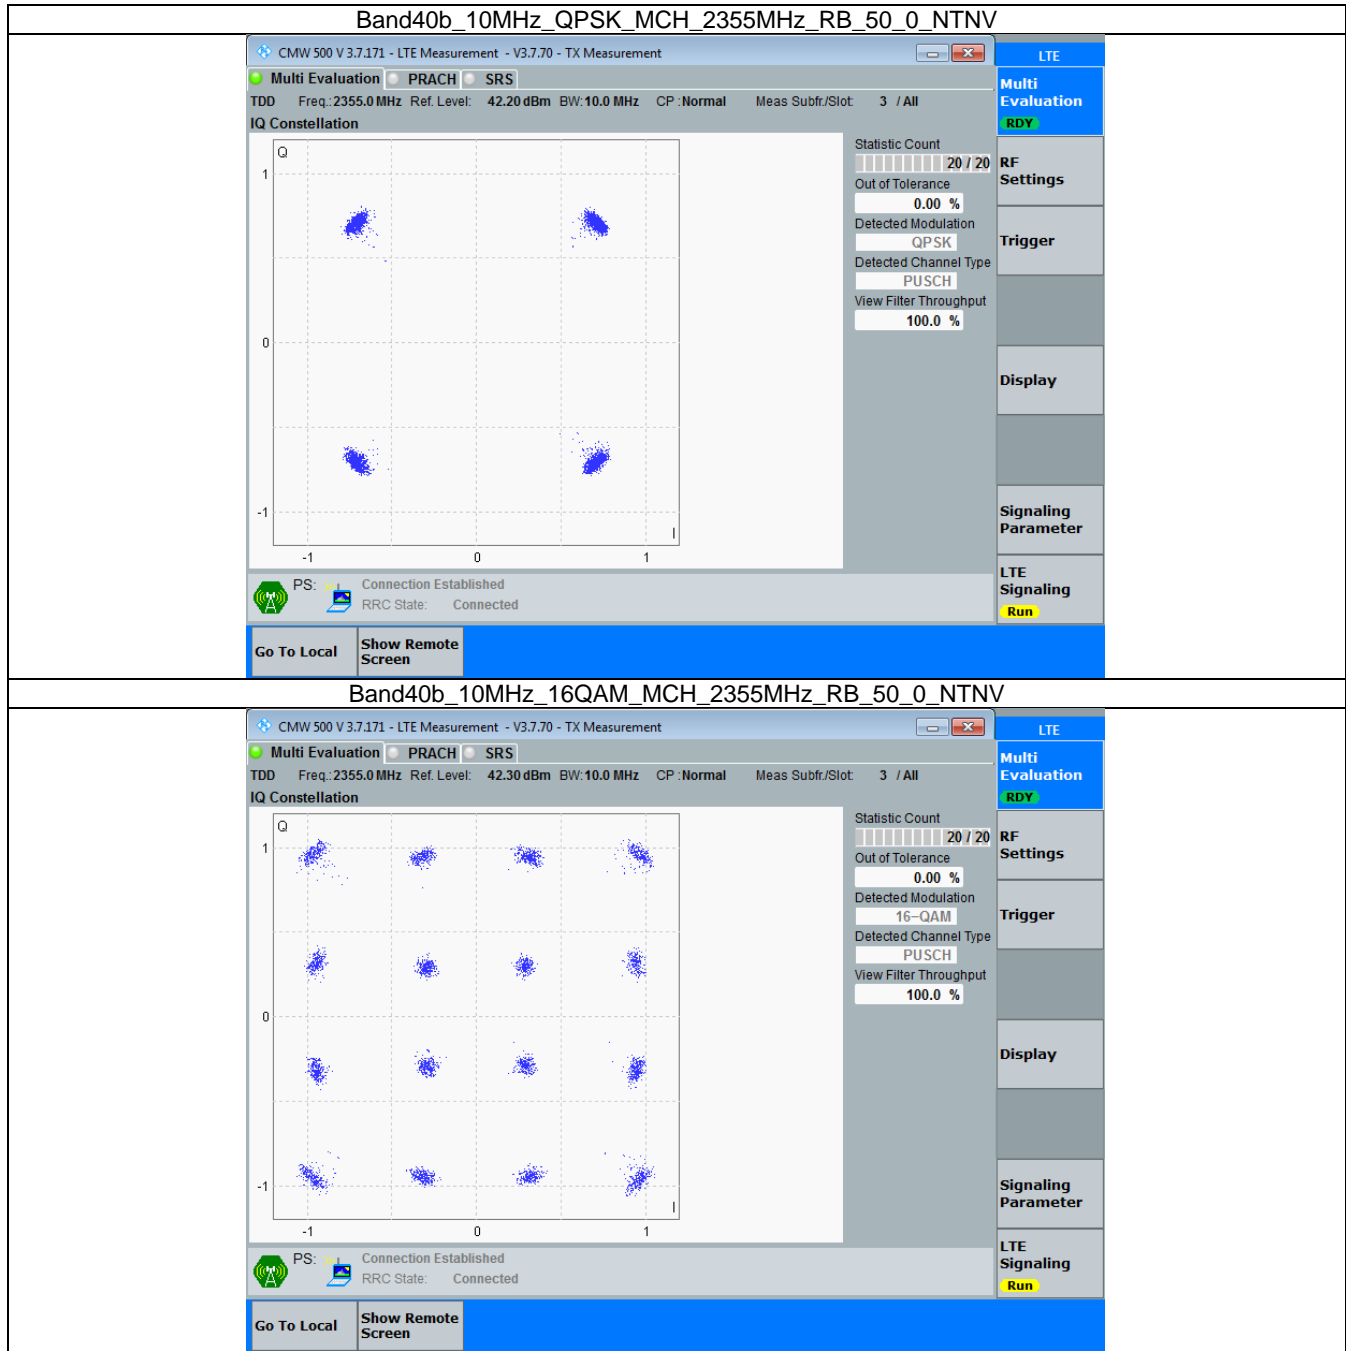 Band40b_10MHz_QPSK_MCH_2355MHz_RB_50_0_NTNV
CMW 500 V 3.7.171 - LTE Measurement - V3.7.70 - TX Measurement
LTE
Multi Evaluation PRACH SRS
Multi
Evaluation
RDY
TDD Freg.:2355.0 MHz Ref. Level: 42.20 dBm BW:10.0 MHz CP :Normal Meas Subfr./Slot: 3 / All
IQ Constellation
Statistic Count
20 / 20
Out of Tolerance
0.00 %
Detected Modulation
QPSK
Detected Channel Type
PUSCH
View Filter Throughput
100.0 %
RF
Settings
Trigger
Display
Signaling
Parameter
LTE
Signaling
Run
Q
1
0
-1
I
-1 0 1
PS: Connection Established
RRC State: Connected
Go To Local
Show Remote
Screen
Band40b_10MHz_16QAM_MCH_2355MHz_RB_50_0_NTNV
CMW 500 V 3.7.171 - LTE Measurement - V3.7.70 - TX Measurement
LTE
Multi Evaluation PRACH SRS
Multi
Evaluation
RDY
TDD Freg.:2355.0 MHz Ref. Level: 42.30 dBm BW:10.0 MHz CP :Normal Meas Subfr./Slot: 3 / All
IQ Constellation
Statistic Count
20 / 20
Out of Tolerance
0.00 %
Detected Modulation
16-QAM
Detected Channel Type
PUSCH
View Filter Throughput
100.0 %
RF
Settings
Trigger
Display
Signaling
Parameter
LTE
Signaling
Run
Q
1
0
-1
I
-1 0 1
PS: Connection Established
RRC State: Connected
Go To Local
Show Remote
Screen